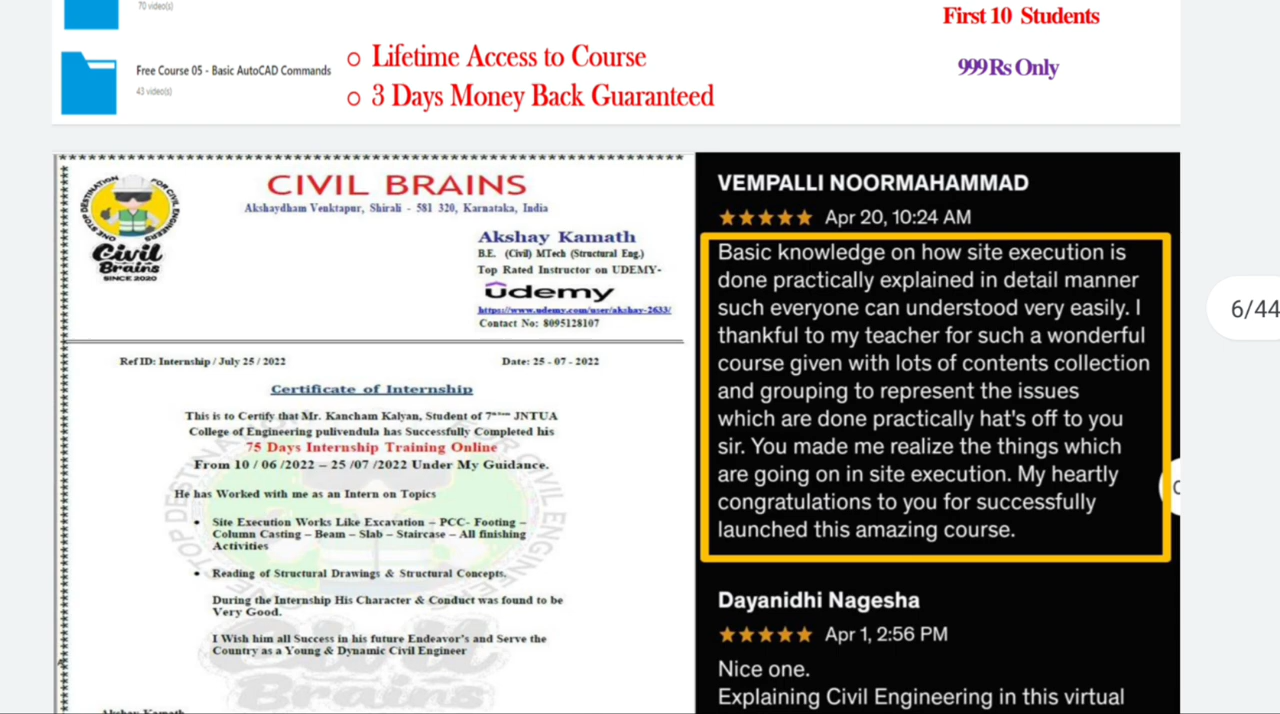 70 video(s)
First 10 Students
Free Course 05 - Basic AutoCAD Commands
43 video(s)
o Lifetime Access to Course
o 3 Days Money Back Guaranteed
999 Rs Only
ONE STOP DESTINATION FOR CIVIL ENGINEERS
Civil
Brains
SINCE 2020
CIVIL BRAINS
Akshaydham Venktapur, Shirali - 581 320, Karnataka, India
Akshay Kamath
B.E. (Civil) MTech (Structural Eng.)
Top Rated Instructor on UDEMY-
ûdemy
https://www.udemy.com/user/akshay-2633/
Contact No: 8095128107
Ref ID: Internship / July 25 / 2022
Date: 25 - 07 - 2022
Certificate of Internship
This is to Certify that Mr. Kancham Kalyan, Student of JNTUA
College of Engineering pulivendula has Successfully Completed his
75 Days Internship Training Online
From 10 / 06 /2022 – 25 /07 /2022 Under My Guidance.
He has Worked with me as an Intern on Topics
• Site Execution Works Like Excavation – PCC- Footing –
Column Casting – Beam – Slab – Staircase – All finishing
Activities
• Reading of Structural Drawings & Structural Concepts.
During the Internship His Character & Conduct was found to be
Very Good.
I Wish him all Success in his future Endeavor's and Serve the
Country as a Young & Dynamic Civil Engineer
Akshay Kamath
VEMPALLI NOORMAHAMMAD
★★★★★ Apr 20, 10:24 AM
Basic knowledge on how site execution is
done practically explained in detail manner
such everyone can understood very easily. I
thankful to my teacher for such a wonderful
course given with lots of contents collection
and grouping to represent the issues
which are done practically hat's off to you
sir. You made me realize the things which
are going on in site execution. My heartly
congratulations to you for successfully
launched this amazing course.
Dayanidhi Nagesha
★★★★★ Apr 1, 2:56 PM
Nice one.
Explaining Civil Engineering in this virtual
6/44